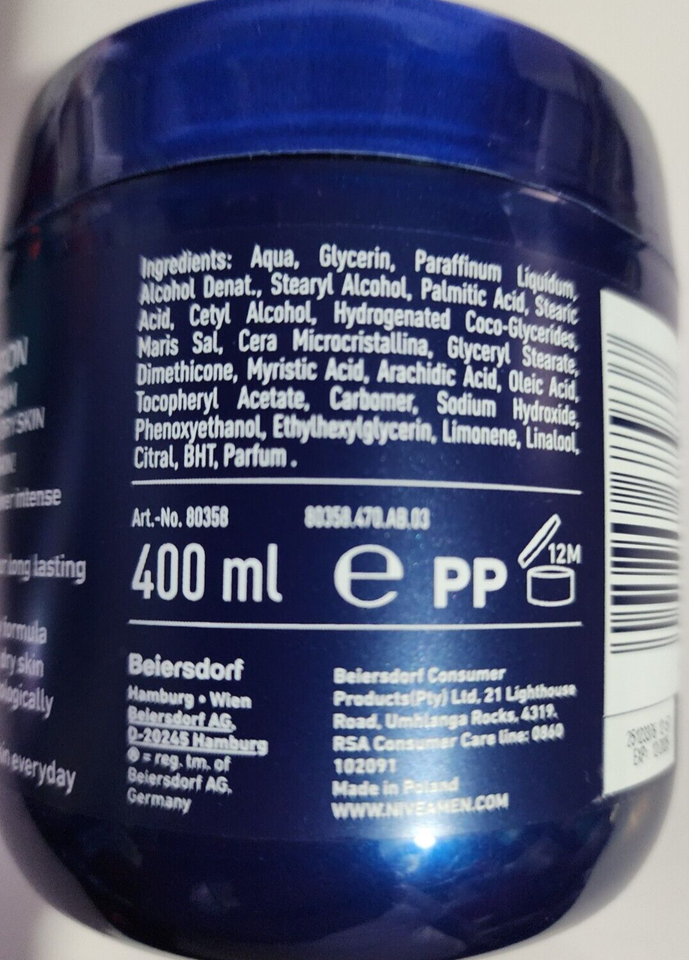 Ingredients: Aqua, Glycerin, Paraffinum Liquidum,
Alcohol Denat., Stearyl Alcohol, Palmitic Acid, Stearic
Acid, Cetyl Alcohol, Hydrogenated Coco-Glycerides,
Maris Sal, Cera Microcristallina, Glyceryl Stearate,
Dimethicone, Myristic Acid, Arachidic Acid, Oleic Acid,
Tocopheryl Acetate, Carbomer, Sodium Hydroxide,
Phenoxyethanol, Ethylhexylglycerin, Limonene, Linalool,
Citral, BHT, Parfum.
Art.-No. 80358 80358.470.AB.03
400 ml e PP 12M
Beiersdorf
Hamburg • Wien
Beiersdorf AG,
D-20245 Hamburg
® = reg. tm. of
Beiersdorf AG,
Germany
Beiersdorf Consumer
Products(Pty) Ltd, 21 Lighthouse
Road, Umhlanga Rocks, 4319,
RSA Consumer Care line: 0860
102091
Made in Poland
WWW.NIVEAMEN.COM
SKIN
intense
long lasting
formula
dry skin
in everyday
EXP: